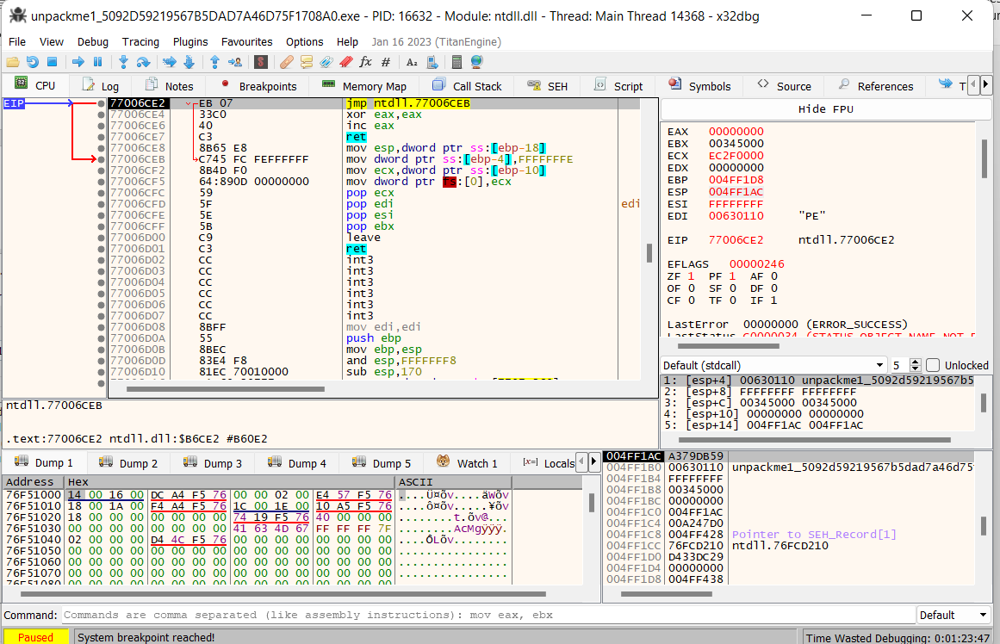 unpackme1_5092D59219567B5DAD7A46D75F1708A0.exe - PID: 16632 - Module: ntdll.dll - Thread: Main Thread 14368 - x32dbg
File View Debug Tracing Plugins Favourites Options Help Jan 16 2023 (TitanEngine)
CPU Log Notes Breakpoints Memory Map Call Stack SEH Script Symbols Source References T
EIP 77006CE2 EB 07 jmp ntdll.77006CEB
77006CE4 33C0 xor eax,eax
77006CE6 40 inc eax
77006CE7 C3 ret
77006CE8 8B65 E8 mov esp,dword ptr ss:[ebp-18]
77006CEB C745 FC FEFFFFFF mov dword ptr ss:[ebp-4],FFFFFFFE
77006CF2 8B4D F0 mov ecx,dword ptr ss:[ebp-10]
77006CF5 64:890D 00000000 mov dword ptr fs:[0],ecx
77006CFC 59 pop ecx
77006CFD 5F pop edi edi
77006CFE 5E pop esi
77006CFF 5B pop ebx
77006D00 C9 leave
77006D01 C3 ret
77006D02 CC int3
77006D03 CC int3
77006D04 CC int3
77006D05 CC int3
77006D06 CC int3
77006D07 CC int3
77006D08 8BFF mov edi,edi
77006D0A 55 push ebp
77006D0B 8BEC mov ebp,esp
77006D0D 83E4 F8 and esp,FFFFFFF8
77006D10 81EC 70010000 sub esp,170
Hide FPU
EAX 00000000
EBX 00345000
ECX EC2F0000
EDX 00000000
EBP 004FF1D8
ESP 004FF1AC
ESI FFFFFFFF
EDI 00630110 "PE"
EIP 77006CE2 ntdll.77006CE2
EFLAGS 00000246
ZF 1 PF 1 AF 0
OF 0 SF 0 DF 0
CF 0 TF 0 IF 1
LastError 00000000 (ERROR_SUCCESS)
Default (stdcall) 5 Unlocked
1: [esp+4] 00630110 unpackme1_5092d59219567b5
2: [esp+8] FFFFFFFF FFFFFFFF
3: [esp+C] 00345000 00345000
4: [esp+10] 00000000 00000000
5: [esp+14] 004FF1AC 004FF1AC
ntdll.77006CEB
.text:77006CE2 ntdll.dll:$B6CE2 #B60E2
Dump 1 Dump 2 Dump 3 Dump 4 Dump 5 Watch 1 [x=] Locals
Address Hex ASCII
76F51000 14 00 16 00 DC A4 F5 76 00 00 02 00 E4 57 F5 76 ....Ü¤õv....äWõv
76F51010 18 00 1A 00 F4 A4 F5 76 1C 00 1E 00 10 A5 F5 76 ....ô¤õv.....¥õv
76F51020 18 00 00 00 00 00 00 00 74 19 F5 76 40 00 00 00 ........t.õv@...
76F51030 00 00 00 00 00 00 00 00 41 63 4D 67 FF FF FF 7F ........AcMgÿÿÿ.
76F51040 02 00 00 00 D4 4C F5 76 00 00 00 00 00 00 00 00 ....ÔLõv........
76F51050 00 00 00 00 00 00 00 00 00 00 00 00 00 00 00 00 ................
76F51060 00 00 00 00 00 00 00 00 00 00 00 00 00 00 00 00 ................
76F51070 00 00 00 00 00 00 00 00 00 00 00 00 00 00 00 00 ................
76F51080 00 00 00 00 00 00 00 00 00 00 00 00 00 00 00 00 ................
004FF1AC A379DB59
004FF1B0 00630110 unpackme1_5092d59219567b5dad7a46d75
004FF1B4 FFFFFFFF
004FF1B8 00345000
004FF1BC 00000000
004FF1C0 004FF1AC
004FF1C4 00A247D0
004FF1C8 004FF428 Pointer to SEH_Record[1]
004FF1CC 76FCD210 ntdll.76FCD210
004FF1D0 D433DC29
004FF1D4 00000000
004FF1D8 004FF438
Command: Commands are comma separated (like assembly instructions): mov eax, ebx Default
Paused System breakpoint reached! Time Wasted Debugging: 0:01:23:47